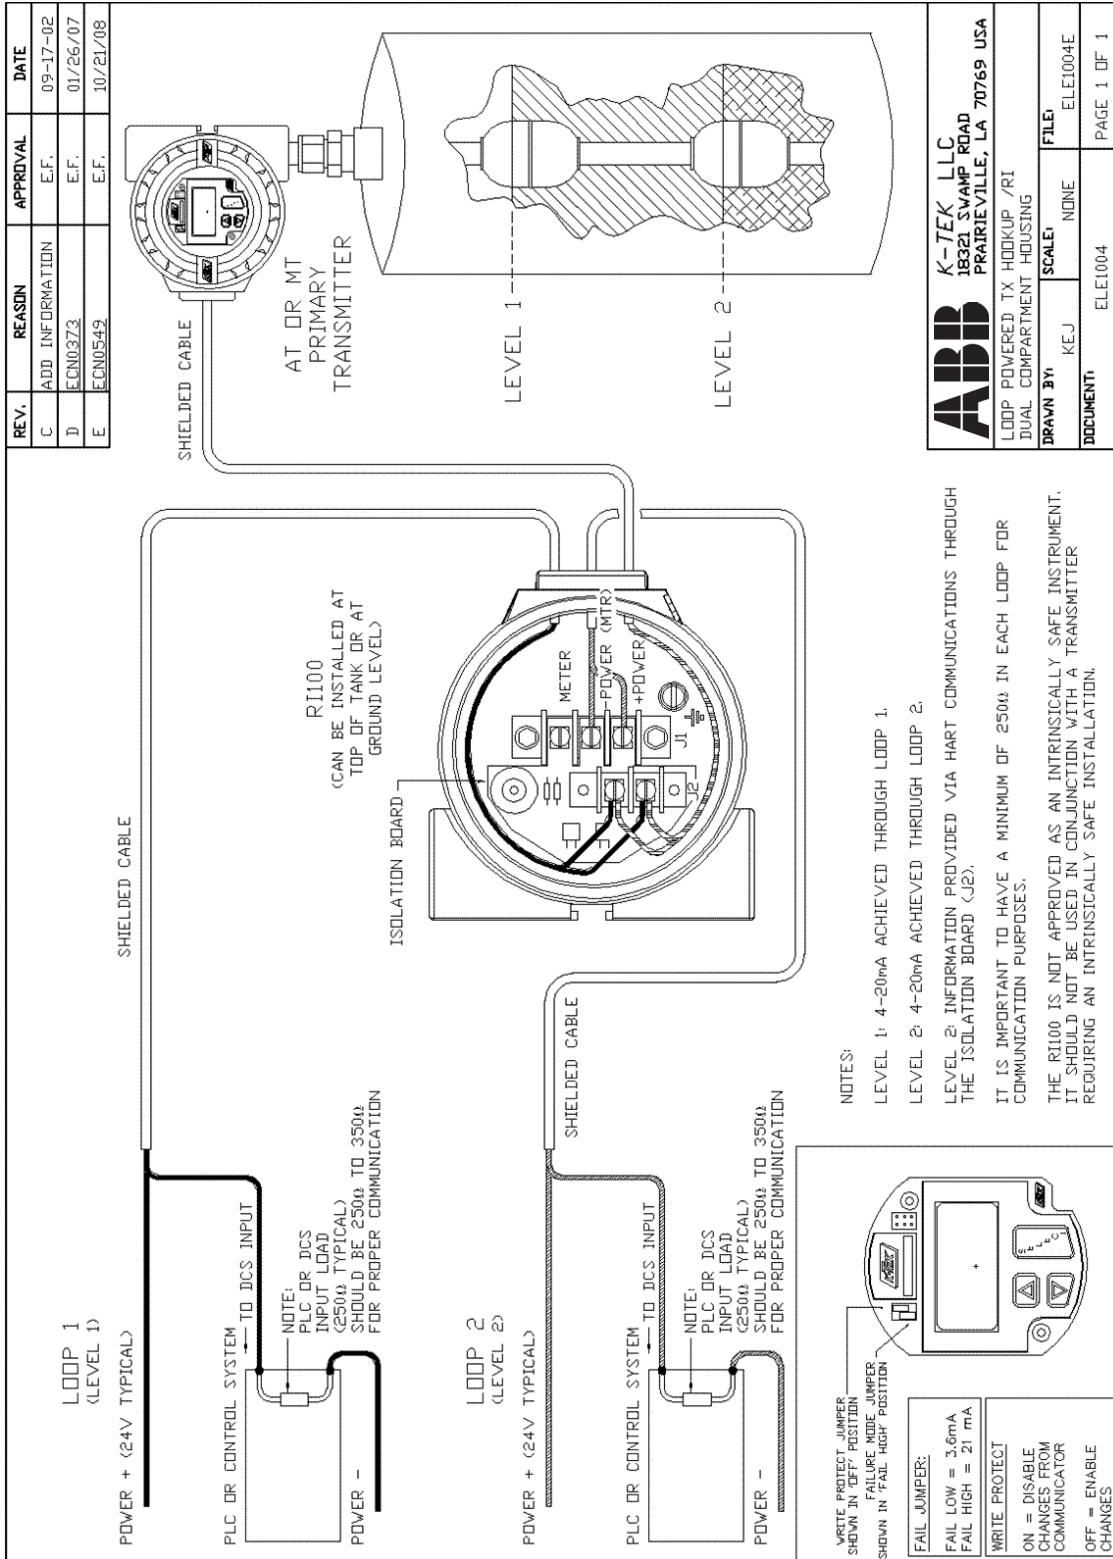 LOOP 1
(LEVEL 1)
POWER + (24V TYPICAL)
PLC OR CONTROL SYSTEM
TO DCS INPUT
NOTE:
PLC OR DCS
INPUT LOAD
(250Ω TYPICAL)
SHOULD BE 250Ω TO 350Ω
FOR PROPER COMMUNICATION
POWER -
SHIELDED CABLE
LOOP 2
(LEVEL 2)
POWER + (24V TYPICAL)
PLC OR CONTROL SYSTEM
TO DCS INPUT
NOTE:
PLC OR DCS
INPUT LOAD
(250Ω TYPICAL)
SHOULD BE 250Ω TO 350Ω
FOR PROPER COMMUNICATION
POWER -
SHIELDED CABLE
RI100
(CAN BE INSTALLED AT
TOP OF TANK OR AT
GROUND LEVEL)
ISOLATION BOARD
METER
-POWER (MTR)
+POWER
J1
J2
SHIELDED CABLE
AT OR MT
PRIMARY
TRANSMITTER
LEVEL 1
LEVEL 2
REV. REASON APPROVAL DATE
C ADD INFORMATION E.F. 09-17-02
D ECN0373 E.F. 01/26/07
E ECN0549 E.F. 10/21/08
WRITE PROTECT JUMPER
SHOWN IN 'OFF' POSITION
FAILURE MODE JUMPER
SHOWN IN 'FAIL HIGH' POSITION
SELECT
FAIL JUMPER:
FAIL LOW = 3.6mA
FAIL HIGH = 21 mA
WRITE PROTECT
ON = DISABLE
CHANGES FROM
COMMUNICATOR
OFF = ENABLE
CHANGES
NOTES:
LEVEL 1: 4-20mA ACHIEVED THROUGH LOOP 1.
LEVEL 2: 4-20mA ACHIEVED THROUGH LOOP 2.
LEVEL 2: INFORMATION PROVIDED VIA HART COMMUNICATIONS THROUGH
THE ISOLATION BOARD (J2).
IT IS IMPORTANT TO HAVE A MINIMUM OF 250Ω IN EACH LOOP FOR
COMMUNICATION PURPOSES.
THE RI100 IS NOT APPROVED AS AN INTRINSICALLY SAFE INSTRUMENT.
IT SHOULD NOT BE USED IN CONJUNCTION WITH A TRANSMITTER
REQUIRING AN INTRINSICALLY SAFE INSTALLATION.
ABB
K-TEK LLC
18321 SWAMP ROAD
PRAIRIEVILLE, LA 70769 USA
LOOP POWERED TX HOOKUP /RI
DUAL COMPARTMENT HOUSING
DRAWN BY: KEJ
SCALE: NONE
FILE: ELE1004E
DOCUMENT: ELE1004
PAGE 1 OF 1